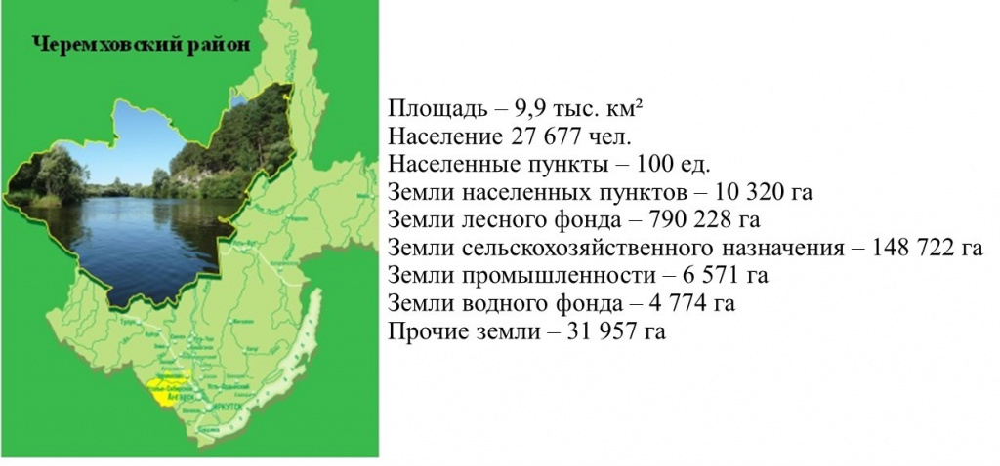 Черемховский район
Площадь – 9,9 тыс. км²
Население 27 677 чел.
Населенные пункты – 100 ед.
Земли населенных пунктов – 10 320 га
Земли лесного фонда – 790 228 га
Земли сельскохозяйственного назначения – 148 722 га
Земли промышленности – 6 571 га
Земли водного фонда – 4 774 га
Прочие земли – 31 957 га
ИРКУТСК